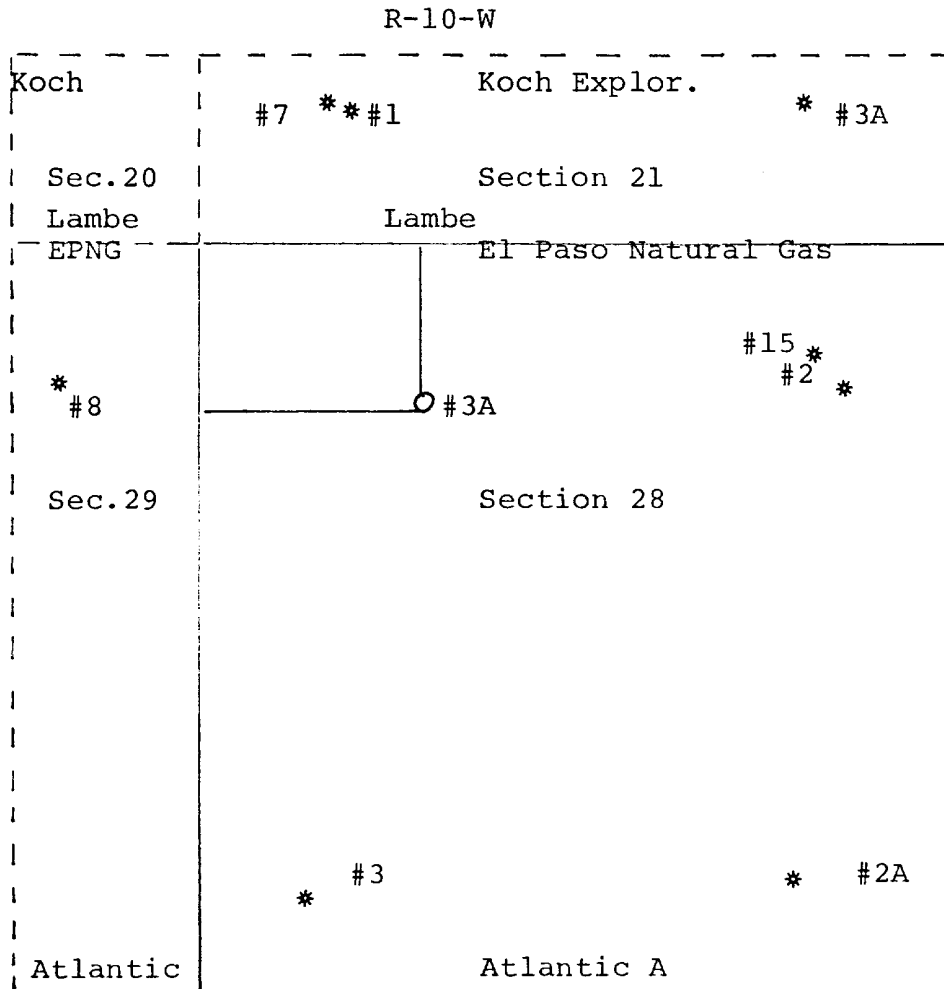 R-10-W
Koch Koch Explor.
#7 #1 #3A
Sec.20 Section 21
Lambe Lambe
EPNG El Paso Natural Gas
#15
#2
#8 #3A
Sec.29 Section 28
#3 #2A
Atlantic Atlantic A